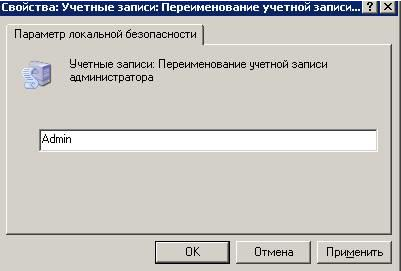 Свойства: Учетные записи: Переименование учетной записи... ? X
Параметр локальной безопасности
Учетные записи: Переименование учетной записи
администратора
Admin
OK
Отмена
Применить